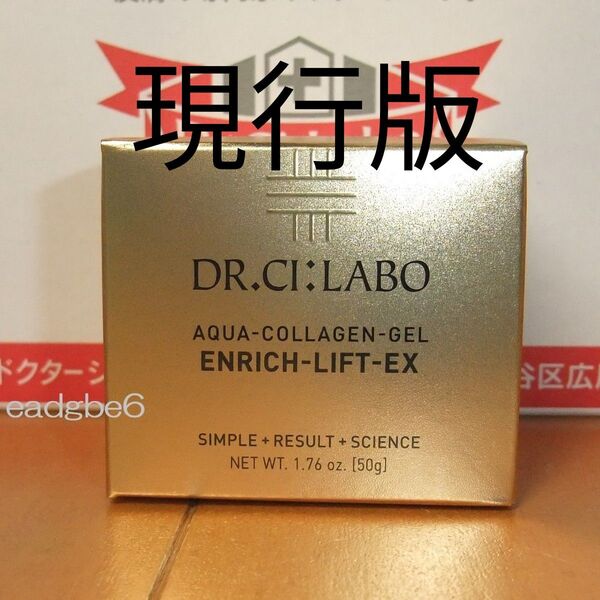 現行版
DR.CI:LABO
AQUA-COLLAGEN-GEL
ENRICH-LIFT-EX
ドクターシ
谷区広
eadgbe6
SIMPLE + RESULT + SCIENCE
NET WT. 1.76 oz. [50g]